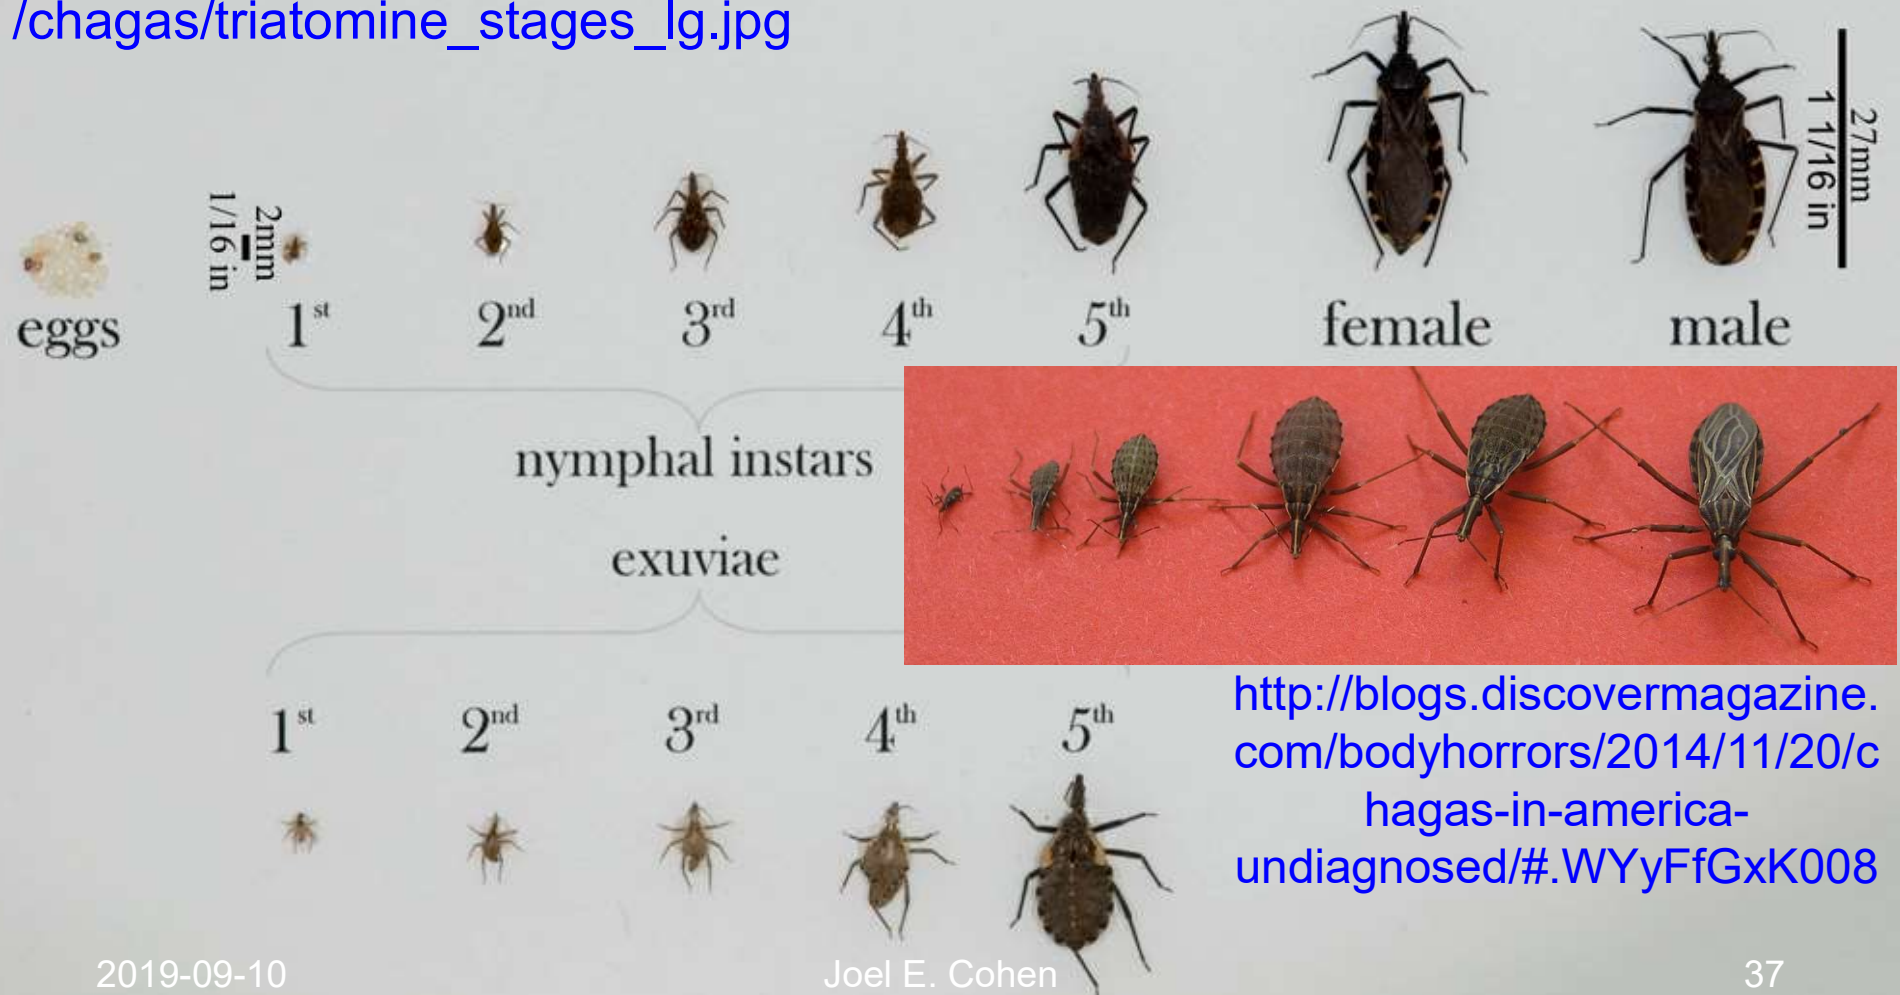 /chagas/triatomine_stages_lg.jpg
2mm
1/16 in
27mm
1 1/16 in
eggs
1st
2nd
3rd
4th
5th
female
male
nymphal instars
exuviae
1st
2nd
3rd
4th
5th
http://blogs.discovermagazine.
com/bodyhorrors/2014/11/20/c
hagas-in-america-
undiagnosed/#.WYyFfGxK008
2019-09-10
Joel E. Cohen
37